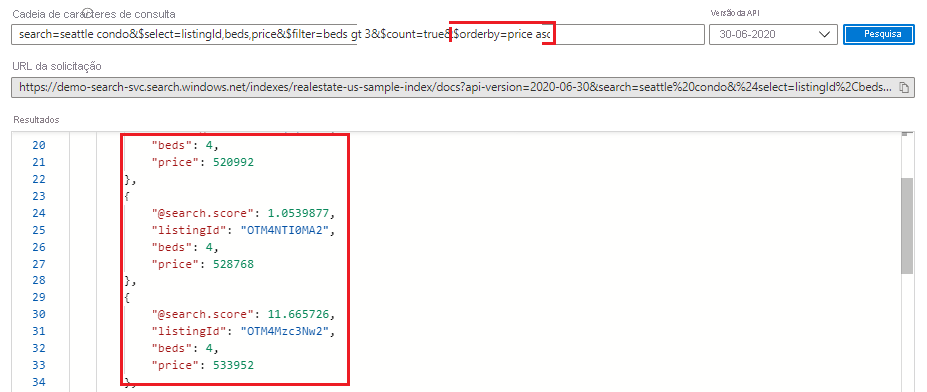 Cadeia de caracteres de consulta
Versão da API
search=seattle condo&$select=listingId,beds,price&$filter=beds gt 3&$count=true&$orderby=price asc
30-06-2020
Pesquisa
URL da solicitação
https://demo-search-svc.search.windows.net/indexes/realestate-us-sample-index/docs?api-version=2020-06-30&search=seattle%20condo&%24select=listingId%2Cbeds...
Resultados
20 "beds": 4,
21 "price": 520992
22 },
23 {
24 "@search.score": 1.0539877,
25 "listingId": "OTM4NTI0MA2",
26 "beds": 4,
27 "price": 528768
28 },
29 {
30 "@search.score": 11.665726,
31 "listingId": "OTM4Mzc3Nw2",
32 "beds": 4,
33 "price": 533952
34 },